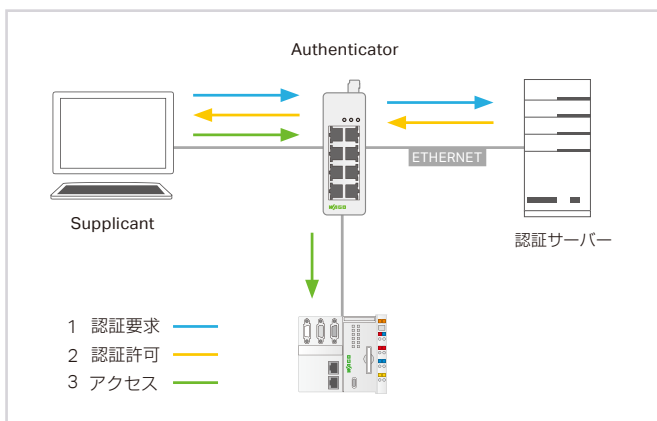 Authenticator
ETHERNET
WAGO
Supplicant
認証サーバー
1 認証要求
2 認証許可
3 アクセス